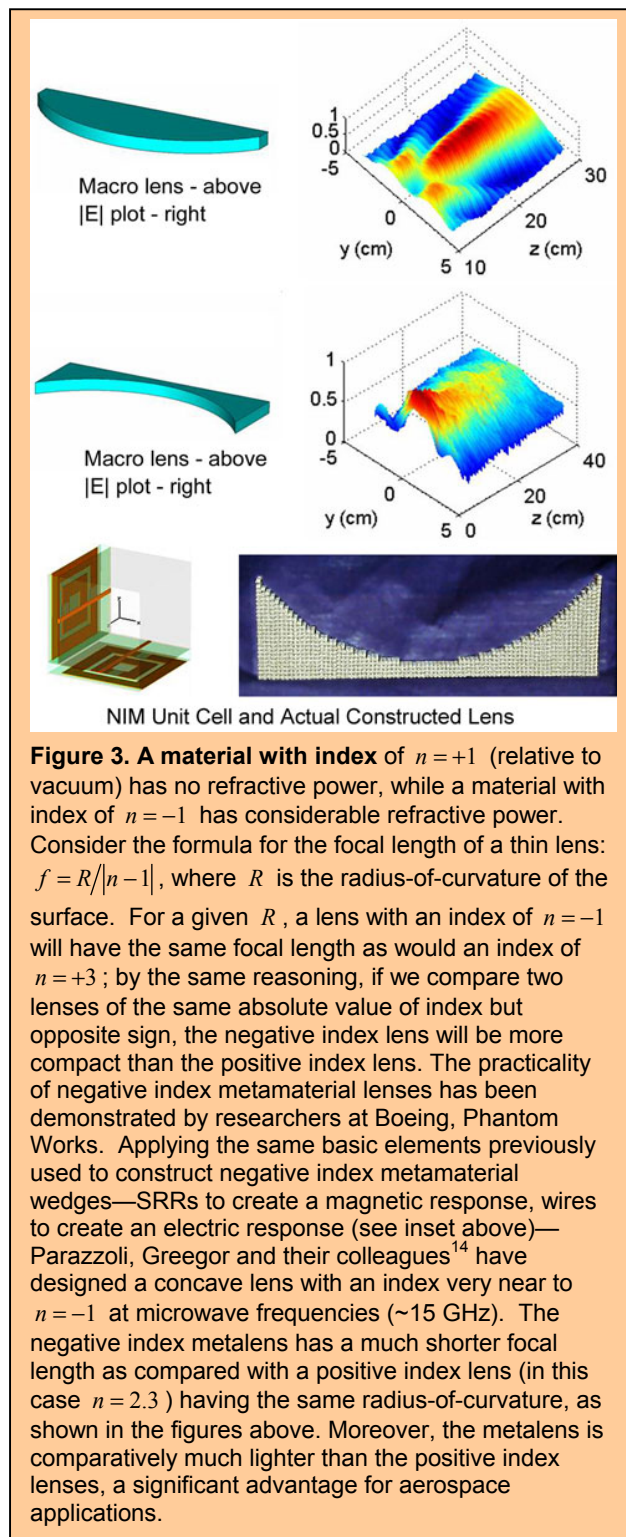 1
0.5
0
-5
0
y (cm)
5 10
20
z (cm)
30
Macro lens - above
|E| plot - right
1
0.5
0
-5
0
y (cm)
5 0
20
z (cm)
40
Macro lens - above
|E| plot - right
NIM Unit Cell and Actual Constructed Lens
Figure 3. A material with index of n = +1 (relative to
vacuum) has no refractive power, while a material with
index of n = −1 has considerable refractive power.
Consider the formula for the focal length of a thin lens:
f = R/|n−1|, where R is the radius-of-curvature of the
surface. For a given R, a lens with an index of n = −1
will have the same focal length as would an index of
n = +3; by the same reasoning, if we compare two
lenses of the same absolute value of index but
opposite sign, the negative index lens will be more
compact than the positive index lens. The practicality
of negative index metamaterial lenses has been
demonstrated by researchers at Boeing, Phantom
Works. Applying the same basic elements previously
used to construct negative index metamaterial
wedges—SRRs to create a magnetic response, wires
to create an electric response (see inset above)—
Parazzoli, Greegor and their colleagues¹⁴ have
designed a concave lens with an index very near to
n = −1 at microwave frequencies (~15 GHz). The
negative index metalens has a much shorter focal
length as compared with a positive index lens (in this
case n = 2.3) having the same radius-of-curvature, as
shown in the figures above. Moreover, the metalens is
comparatively much lighter than the positive index
lenses, a significant advantage for aerospace
applications.